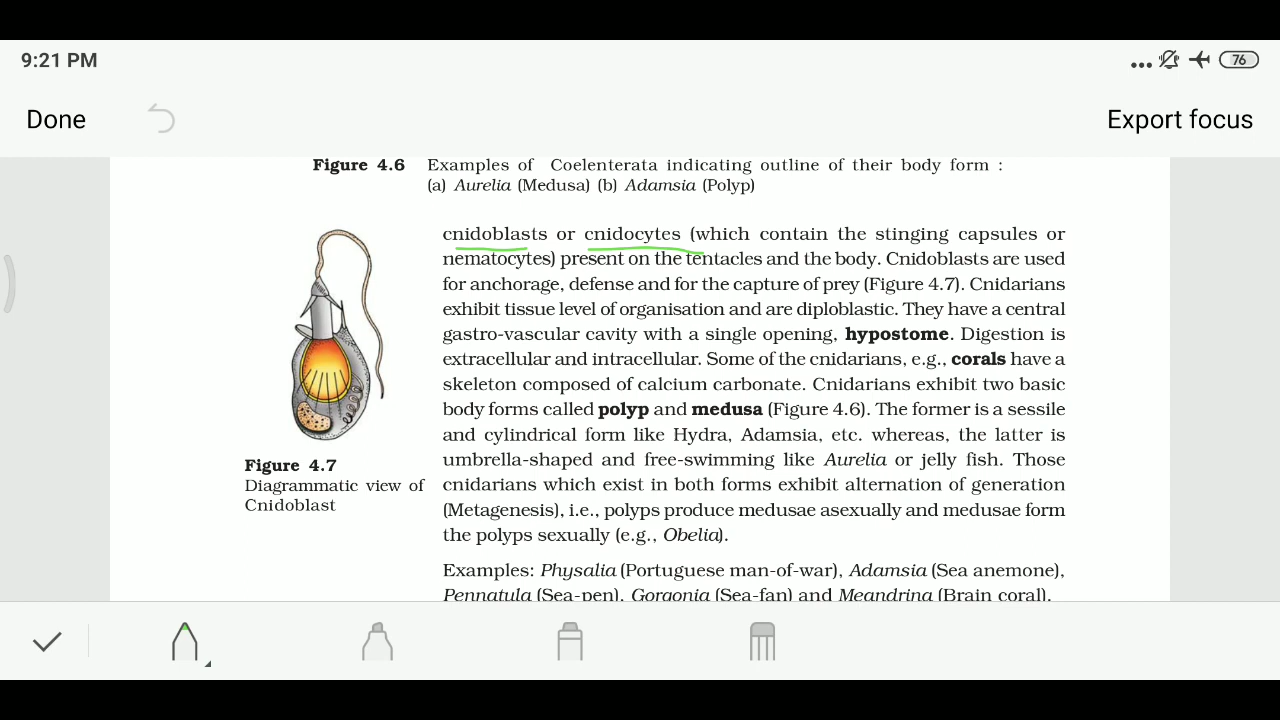 9:21 PM
76
Done
Export focus
Figure 4.6 Examples of Coelenterata indicating outline of their body form :
(a) Aurelia (Medusa) (b) Adamsia (Polyp)
cnidoblasts or cnidocytes (which contain the stinging capsules or
nematocytes) present on the tentacles and the body. Cnidoblasts are used
for anchorage, defense and for the capture of prey (Figure 4.7). Cnidarians
exhibit tissue level of organisation and are diploblastic. They have a central
gastro-vascular cavity with a single opening, hypostome. Digestion is
extracellular and intracellular. Some of the cnidarians, e.g., corals have a
skeleton composed of calcium carbonate. Cnidarians exhibit two basic
body forms called polyp and medusa (Figure 4.6). The former is a sessile
and cylindrical form like Hydra, Adamsia, etc. whereas, the latter is
umbrella-shaped and free-swimming like Aurelia or jelly fish. Those
cnidarians which exist in both forms exhibit alternation of generation
(Metagenesis), i.e., polyps produce medusae asexually and medusae form
the polyps sexually (e.g., Obelia).
Figure 4.7
Diagrammatic view of
Cnidoblast
Examples: Physalia (Portuguese man-of-war), Adamsia (Sea anemone),
Pennatula (Sea-pen), Gorgonia (Sea-fan) and Meandrina (Brain coral).